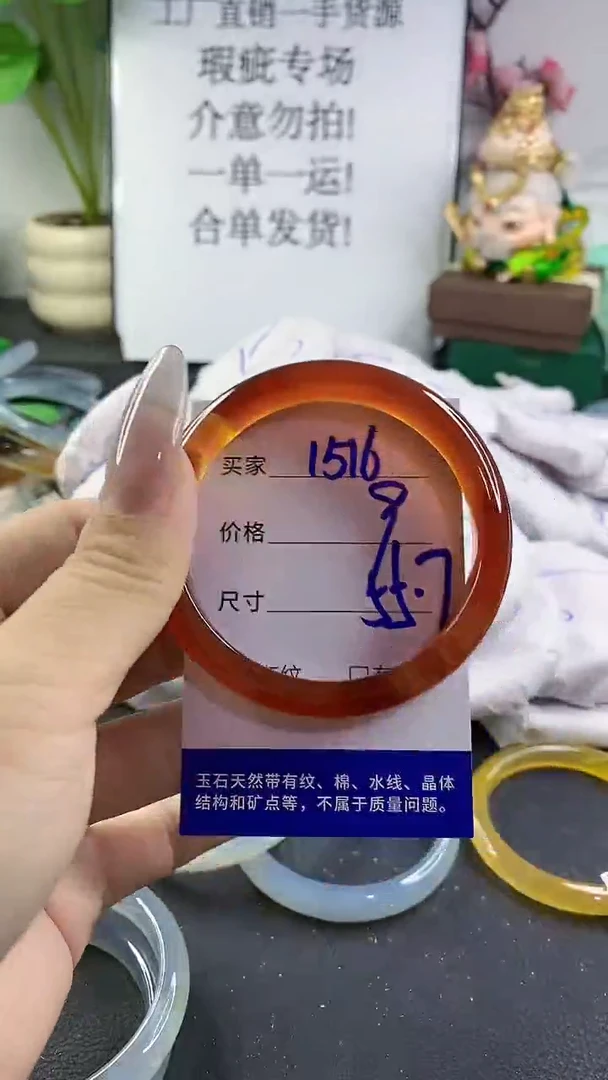 工厂直销一手货源
瑕疵专场
介意勿拍!
一单一运!
合单发货!
买家 1516
价格
尺寸 55.7
玉石天然带有纹、棉、水线、晶体
结构和矿点等，不属于质量问题。